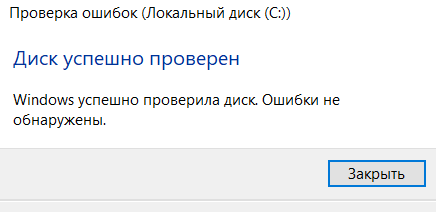 Проверка ошибок (Локальный диск (C:))
Диск успешно проверен
Windows успешно проверила диск. Ошибки не
обнаружены.
Закрыть